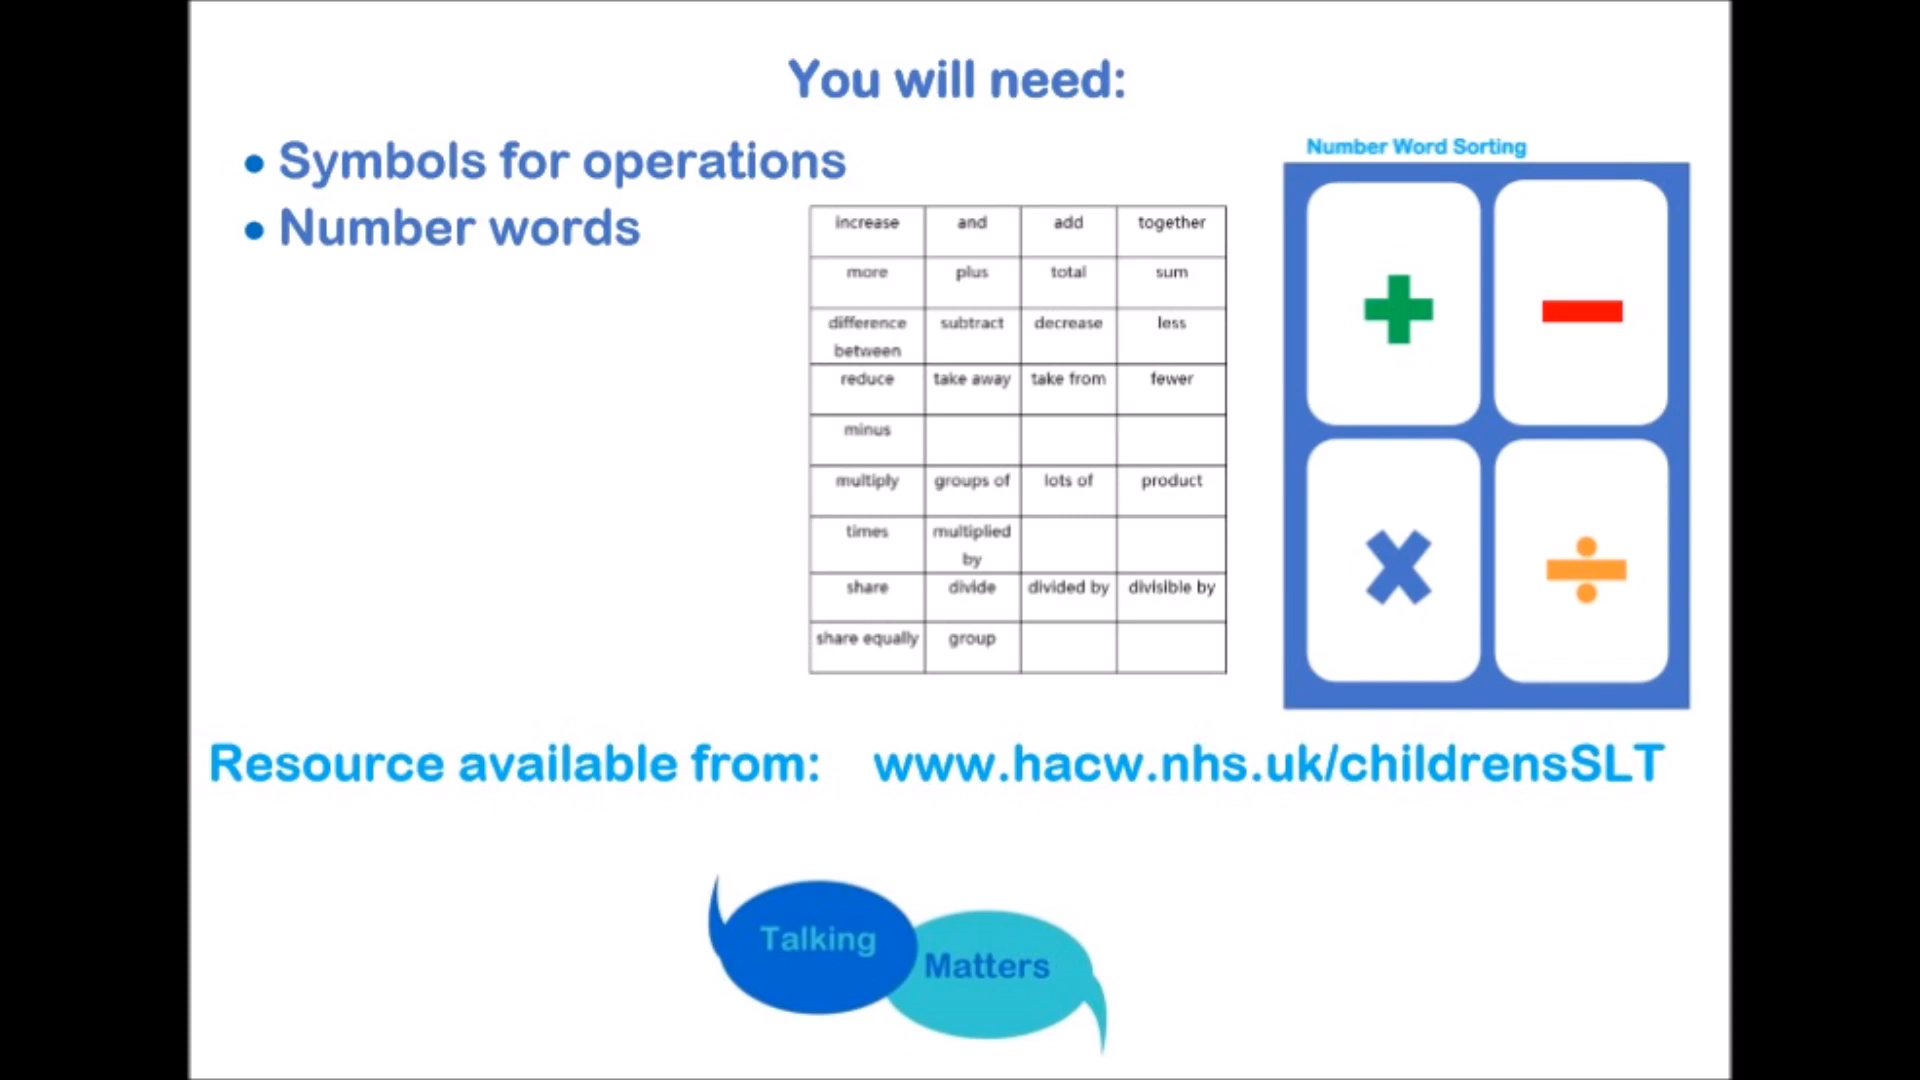 You will need:
• Symbols for operations
• Number words
increase and add together
more plus total sum
difference between subtract decrease less
reduce take away take from fewer
minus
multiply groups of lots of product
times multiplied by
share divide divided by divisible by
share equally group
Number Word Sorting
+ −
× ÷
Resource available from: www.hacw.nhs.uk/childrensSLT
Talking
Matters